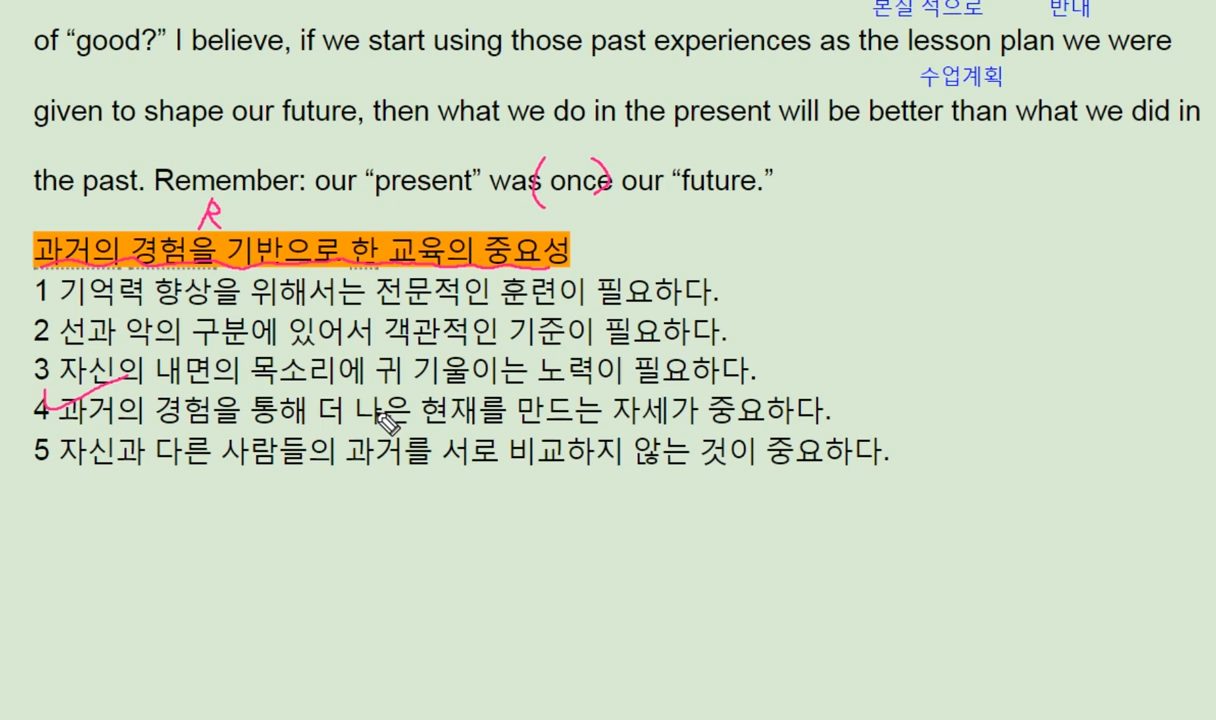 본질 적으로 반대
of “good?” I believe, if we start using those past experiences as the lesson plan we were
수업계획
given to shape our future, then what we do in the present will be better than what we did in
the past. Remember: our “present” was once our “future.”
R
과거의 경험을 기반으로 한 교육의 중요성
1 기억력 향상을 위해서는 전문적인 훈련이 필요하다.
2 선과 악의 구분에 있어서 객관적인 기준이 필요하다.
3 자신의 내면의 목소리에 귀 기울이는 노력이 필요하다.
4 과거의 경험을 통해 더 나은 현재를 만드는 자세가 중요하다.
5 자신과 다른 사람들의 과거를 서로 비교하지 않는 것이 중요하다.